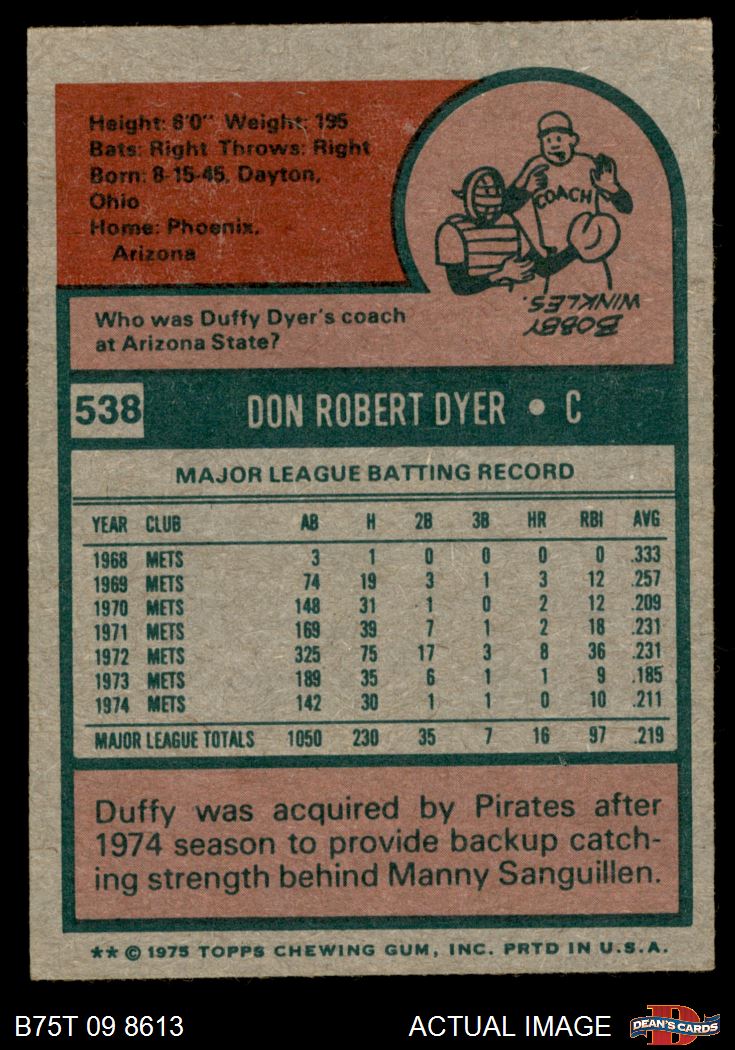 Height: 6'0" Weight: 195
Bats: Right Throws: Right
Born: 8-15-45, Dayton,
Ohio
Home: Phoenix,
Arizona
COACH
BOBBY
WINKLES.
Who was Duffy Dyer's coach
at Arizona State?
538 DON ROBERT DYER • C
MAJOR LEAGUE BATTING RECORD
YEAR CLUB AB H 2B 3B HR RBI AVG
1968 METS 3 1 0 0 0 0 .333
1969 METS 74 19 3 1 3 12 .257
1970 METS 148 31 1 0 2 12 .209
1971 METS 169 39 7 1 2 18 .231
1972 METS 325 75 17 3 8 36 .231
1973 METS 189 35 6 1 1 9 .185
1974 METS 142 30 1 1 0 10 .211
MAJOR LEAGUE TOTALS 1050 230 35 7 16 97 .219
Duffy was acquired by Pirates after
1974 season to provide backup catch-
ing strength behind Manny Sanguillen.
** © 1975 TOPPS CHEWING GUM, INC. PRTD IN U.S.A.
B75T 09 8613 ACTUAL IMAGE DEAN'S CARDS